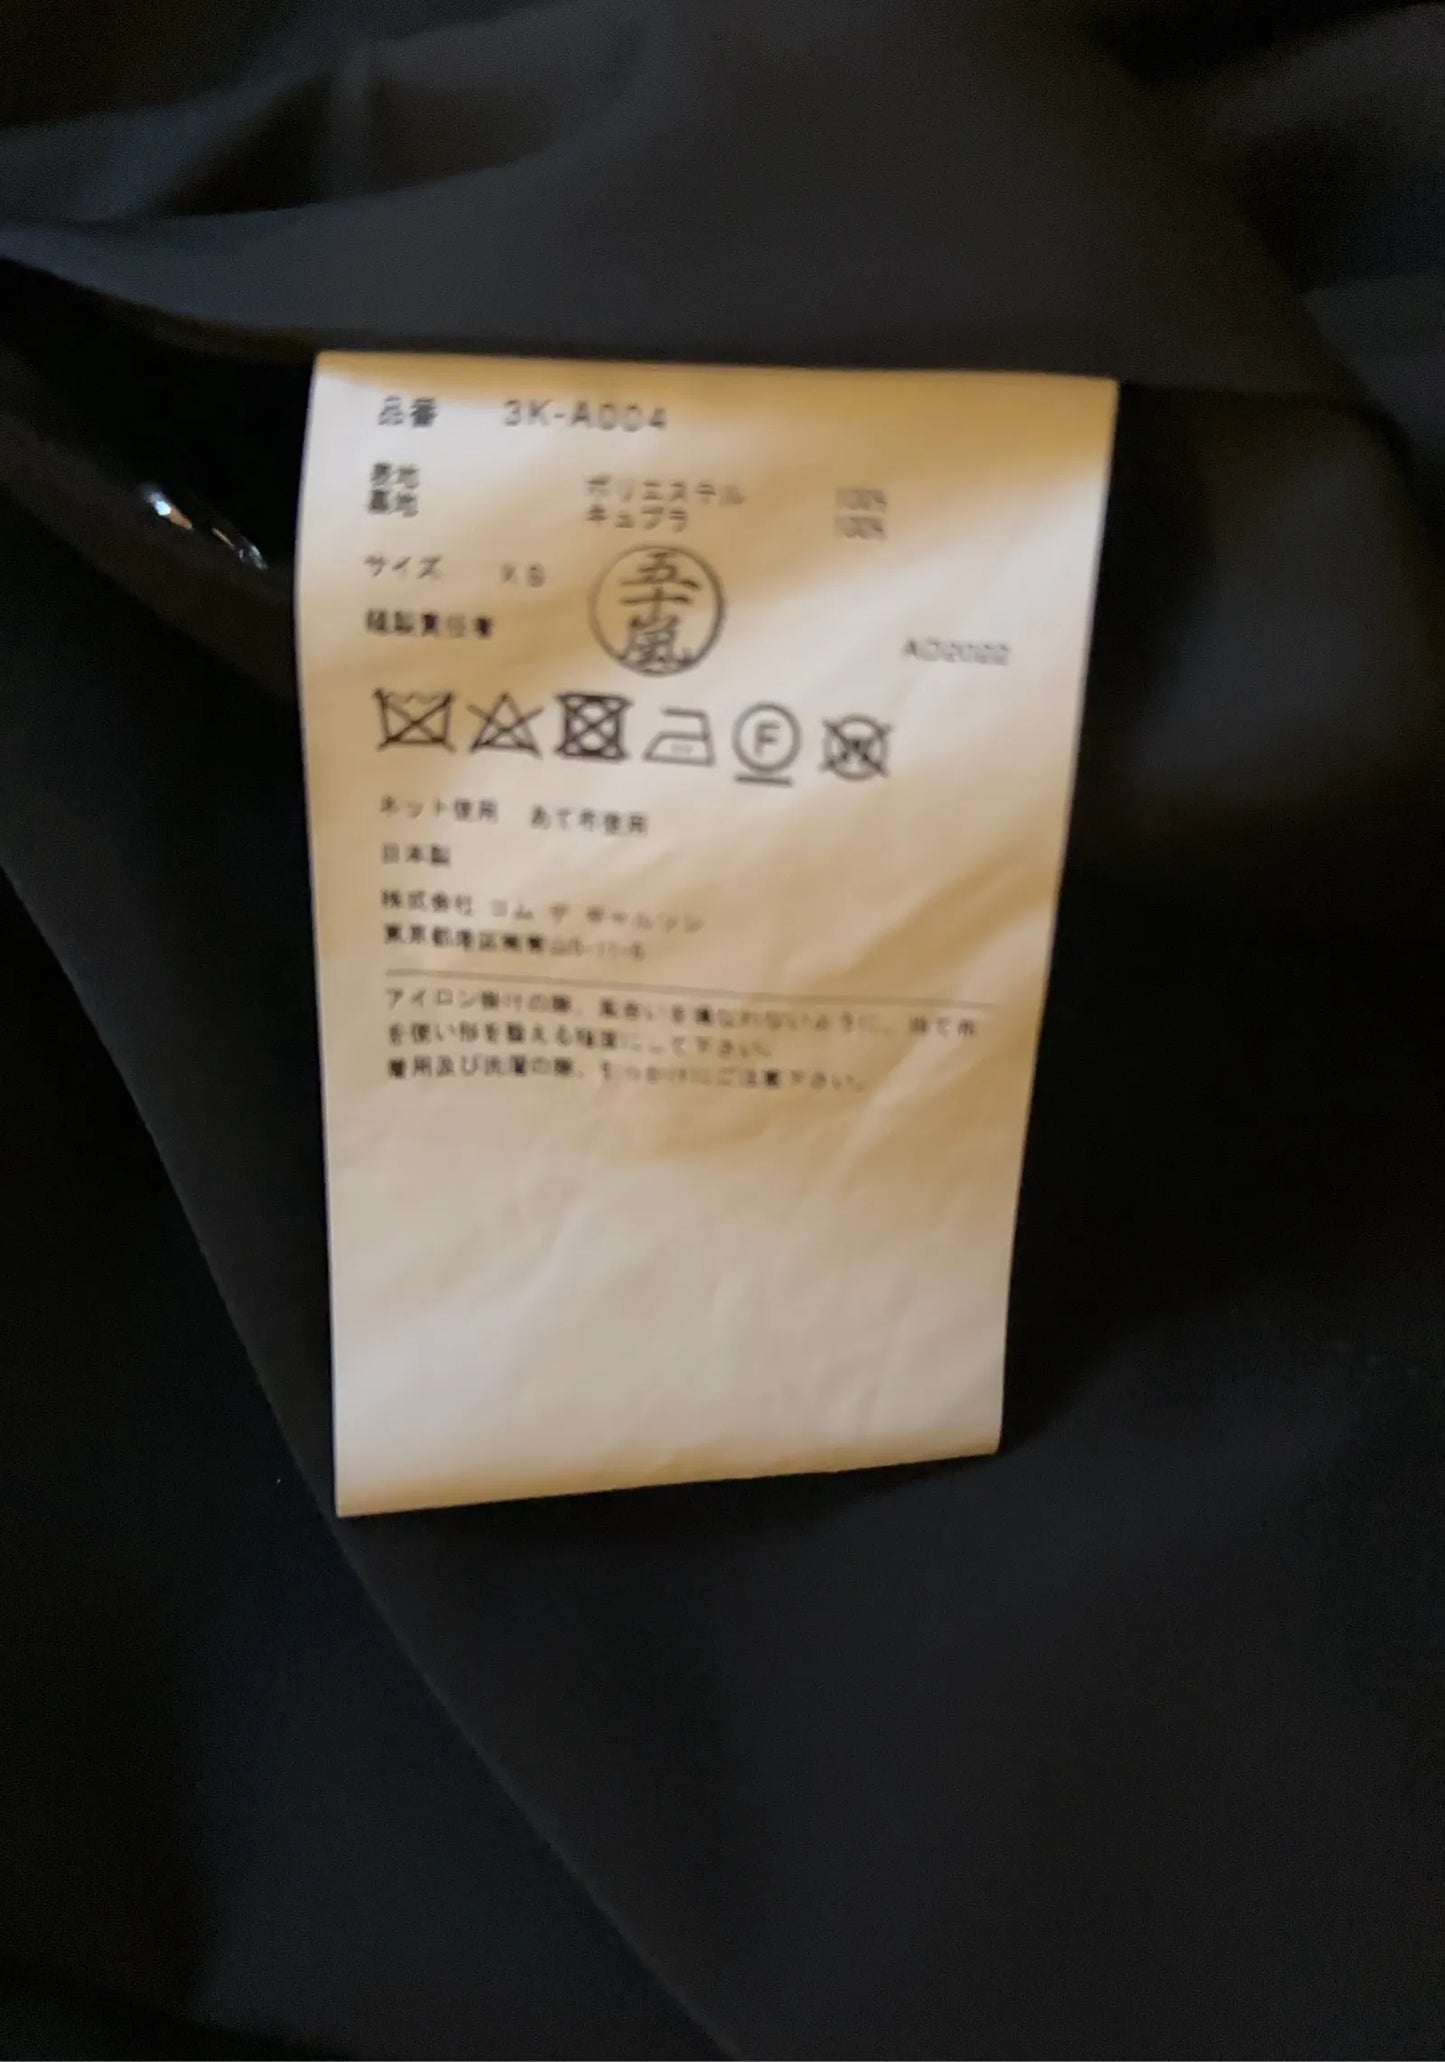 品番 3K-A004
表地 ポリエステル 100%
裏地 キュプラ 100%
サイズ XS
五十嵐
縫製責任者
AD2022
F
W
ネット使用 あて布使用
日本製
株式会社 コム デ ギャルソン
東京都港区南青山5-11-5
アイロン掛けの際、風合いを損なわないように、当て布
を使い形を整える程度にして下さい。
着用及び洗濯の際、引っかけにご注意下さい。